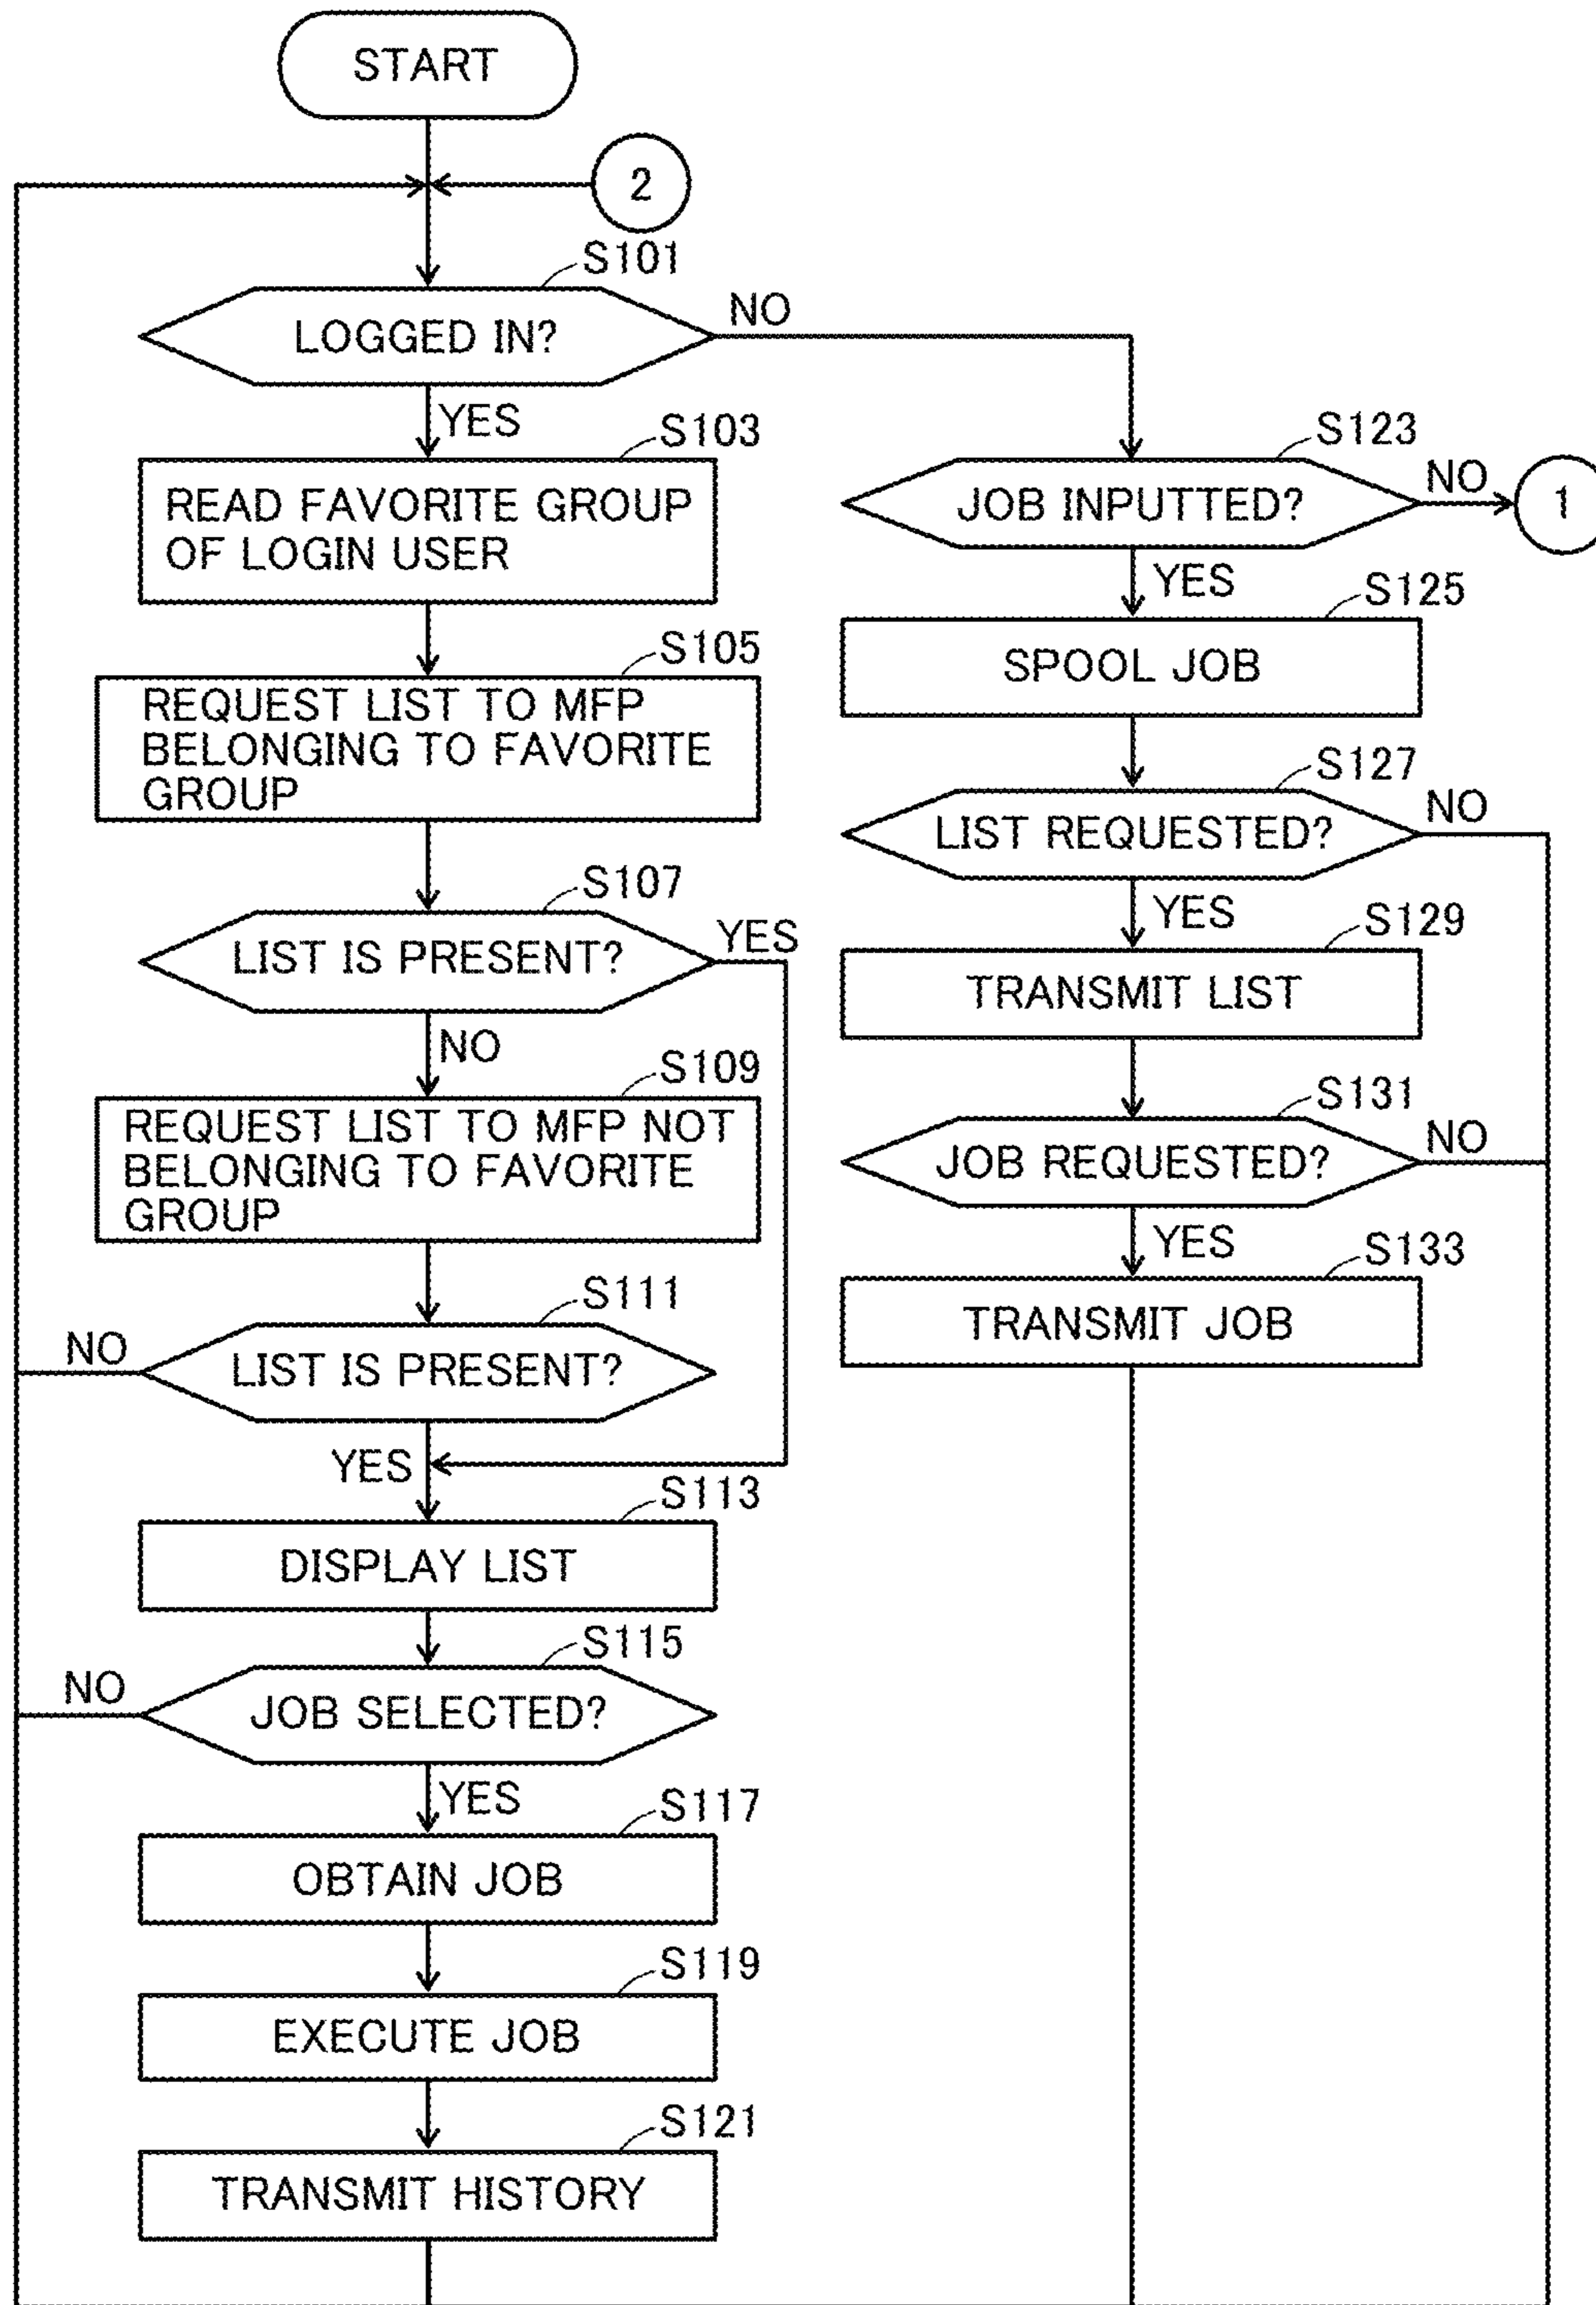 START
2
S101
LOGGED IN?
NO
YES
S103
READ FAVORITE GROUP
OF LOGIN USER
S105
REQUEST LIST TO MFP
BELONGING TO FAVORITE
GROUP
S107
LIST IS PRESENT?
YES
NO
S109
REQUEST LIST TO MFP NOT
BELONGING TO FAVORITE
GROUP
S111
NO
LIST IS PRESENT?
YES
S113
DISPLAY LIST
S115
NO
JOB SELECTED?
YES
S117
OBTAIN JOB
S119
EXECUTE JOB
S121
TRANSMIT HISTORY
S123
JOB INPUTTED?
NO
1
YES
S125
SPOOL JOB
S127
LIST REQUESTED?
NO
YES
S129
TRANSMIT LIST
S131
JOB REQUESTED?
NO
YES
S133
TRANSMIT JOB